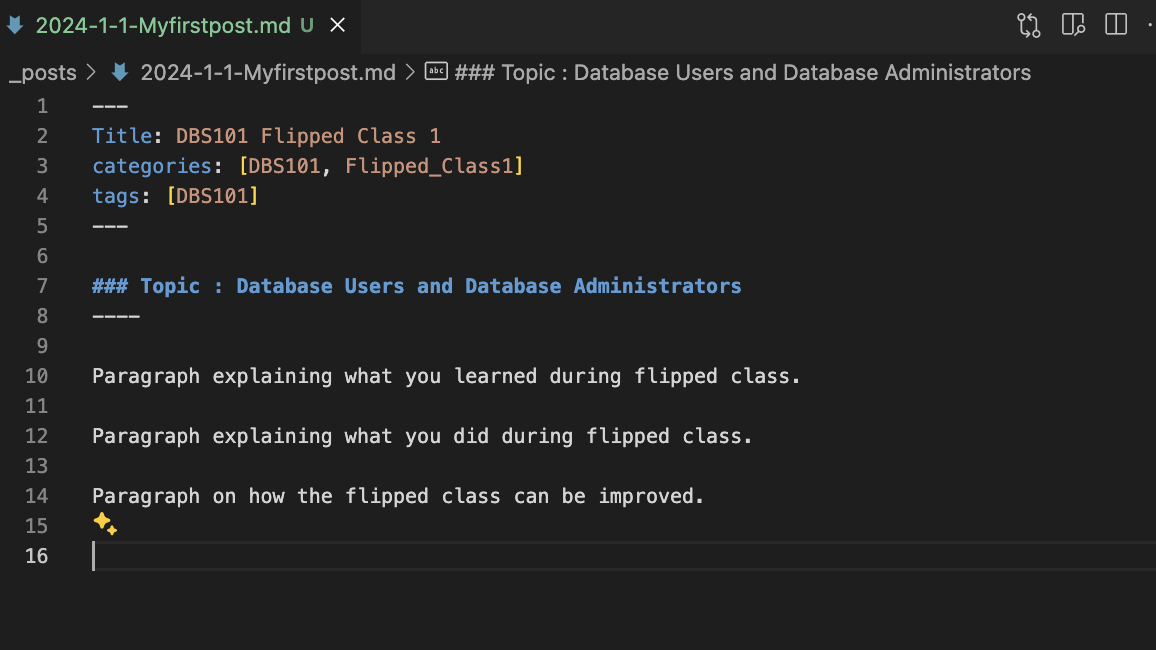 2024-1-1-Myfirstpost.md U
_posts > 2024-1-1-Myfirstpost.md > abc ### Topic : Database Users and Database Administrators
1 ---
2 Title: DBS101 Flipped Class 1
3 categories: [DBS101, Flipped_Class1]
4 tags: [DBS101]
5 ---
6
7 ### Topic : Database Users and Database Administrators
8 ----
9
10 Paragraph explaining what you learned during flipped class.
11
12 Paragraph explaining what you did during flipped class.
13
14 Paragraph on how the flipped class can be improved.
15
16